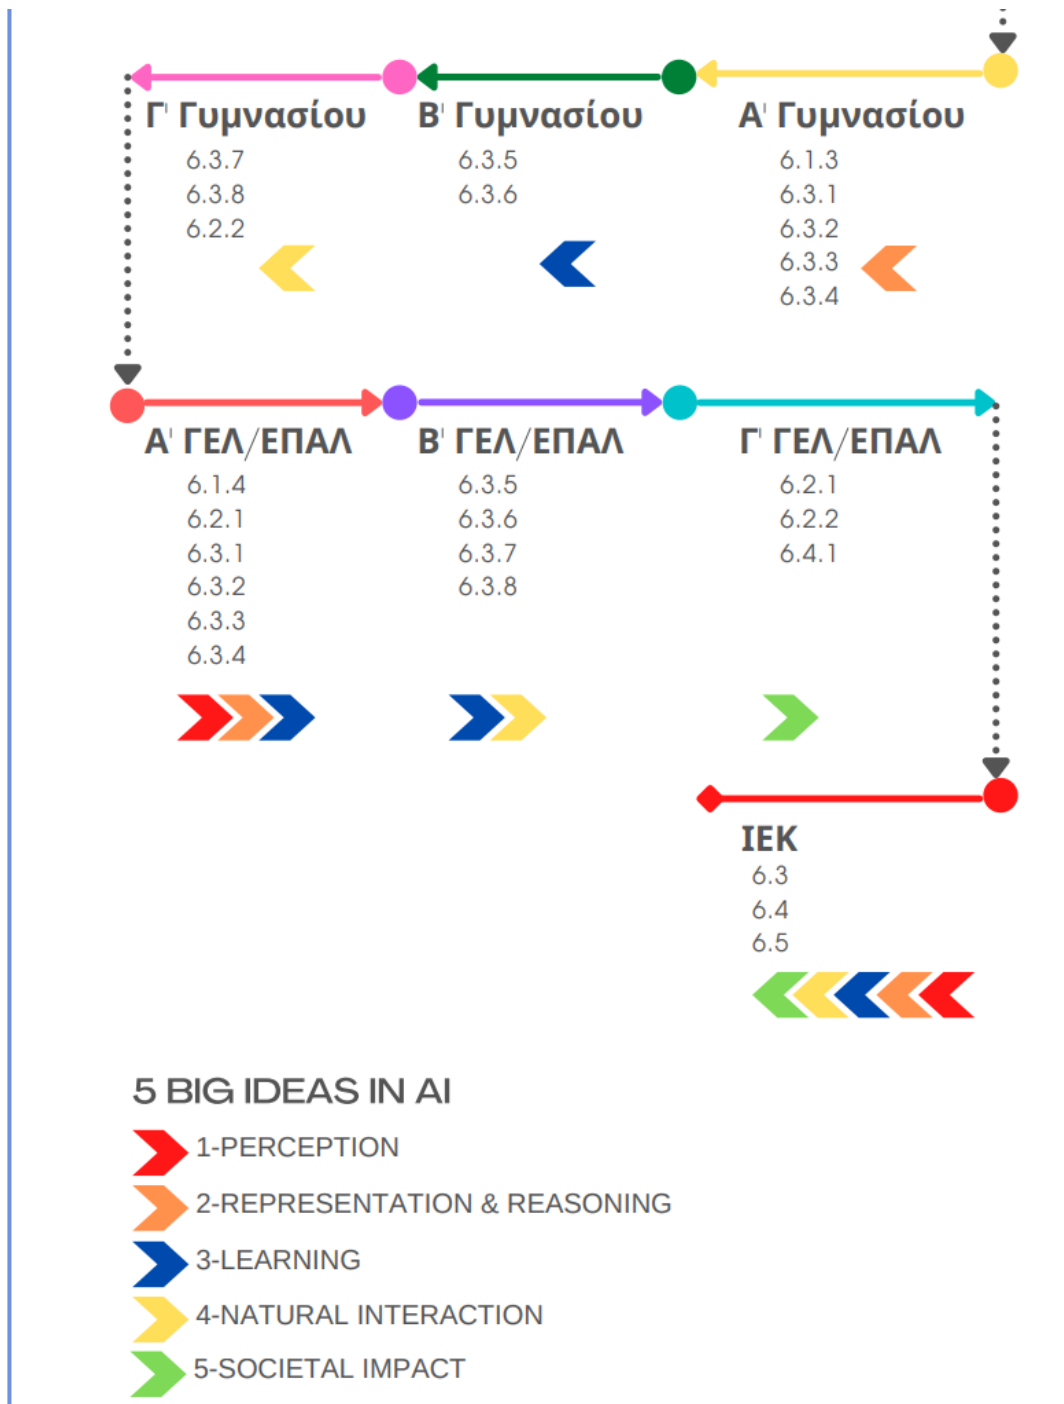 Γ' Γυμνασίου
6.3.7
6.3.8
6.2.2
Β' Γυμνασίου
6.3.5
6.3.6
Α' Γυμνασίου
6.1.3
6.3.1
6.3.2
6.3.3
6.3.4
Α' ΓΕΛ/ΕΠΑΛ
6.1.4
6.2.1
6.3.1
6.3.2
6.3.3
6.3.4
Β' ΓΕΛ/ΕΠΑΛ
6.3.5
6.3.6
6.3.7
6.3.8
Γ' ΓΕΛ/ΕΠΑΛ
6.2.1
6.2.2
6.4.1
ΙΕΚ
6.3
6.4
6.5
5 BIG IDEAS IN AI
1-PERCEPTION
2-REPRESENTATION & REASONING
3-LEARNING
4-NATURAL INTERACTION
5-SOCIETAL IMPACT